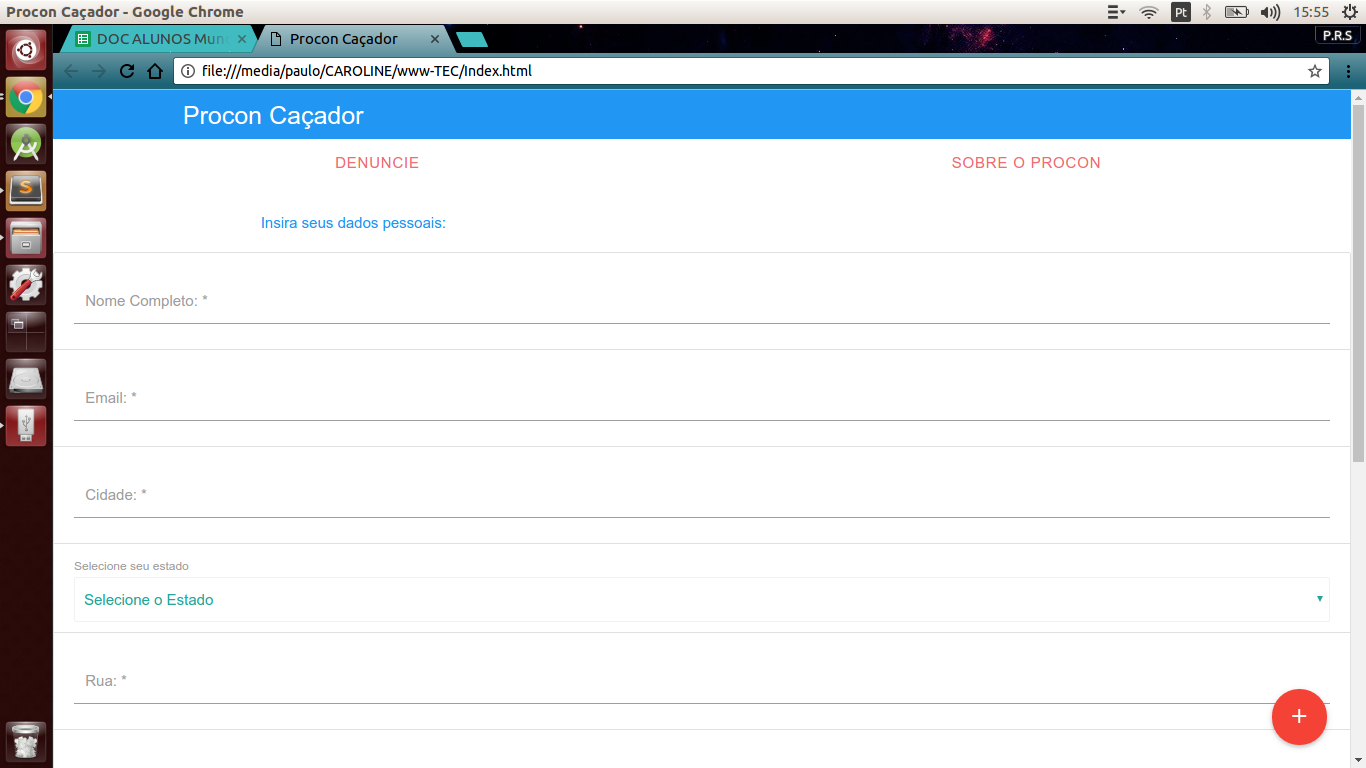 Procon Caçador - Google Chrome
Pt
15:55
DOC ALUNOS Mun
Procon Caçador
P.R.S
file:///media/paulo/CAROLINE/www-TEC/Index.html
Procon Caçador
DENUNCIE
SOBRE O PROCON
Insira seus dados pessoais:
Nome Completo: *
Email: *
Cidade: *
Selecione seu estado
Selecione o Estado
Rua: *
+